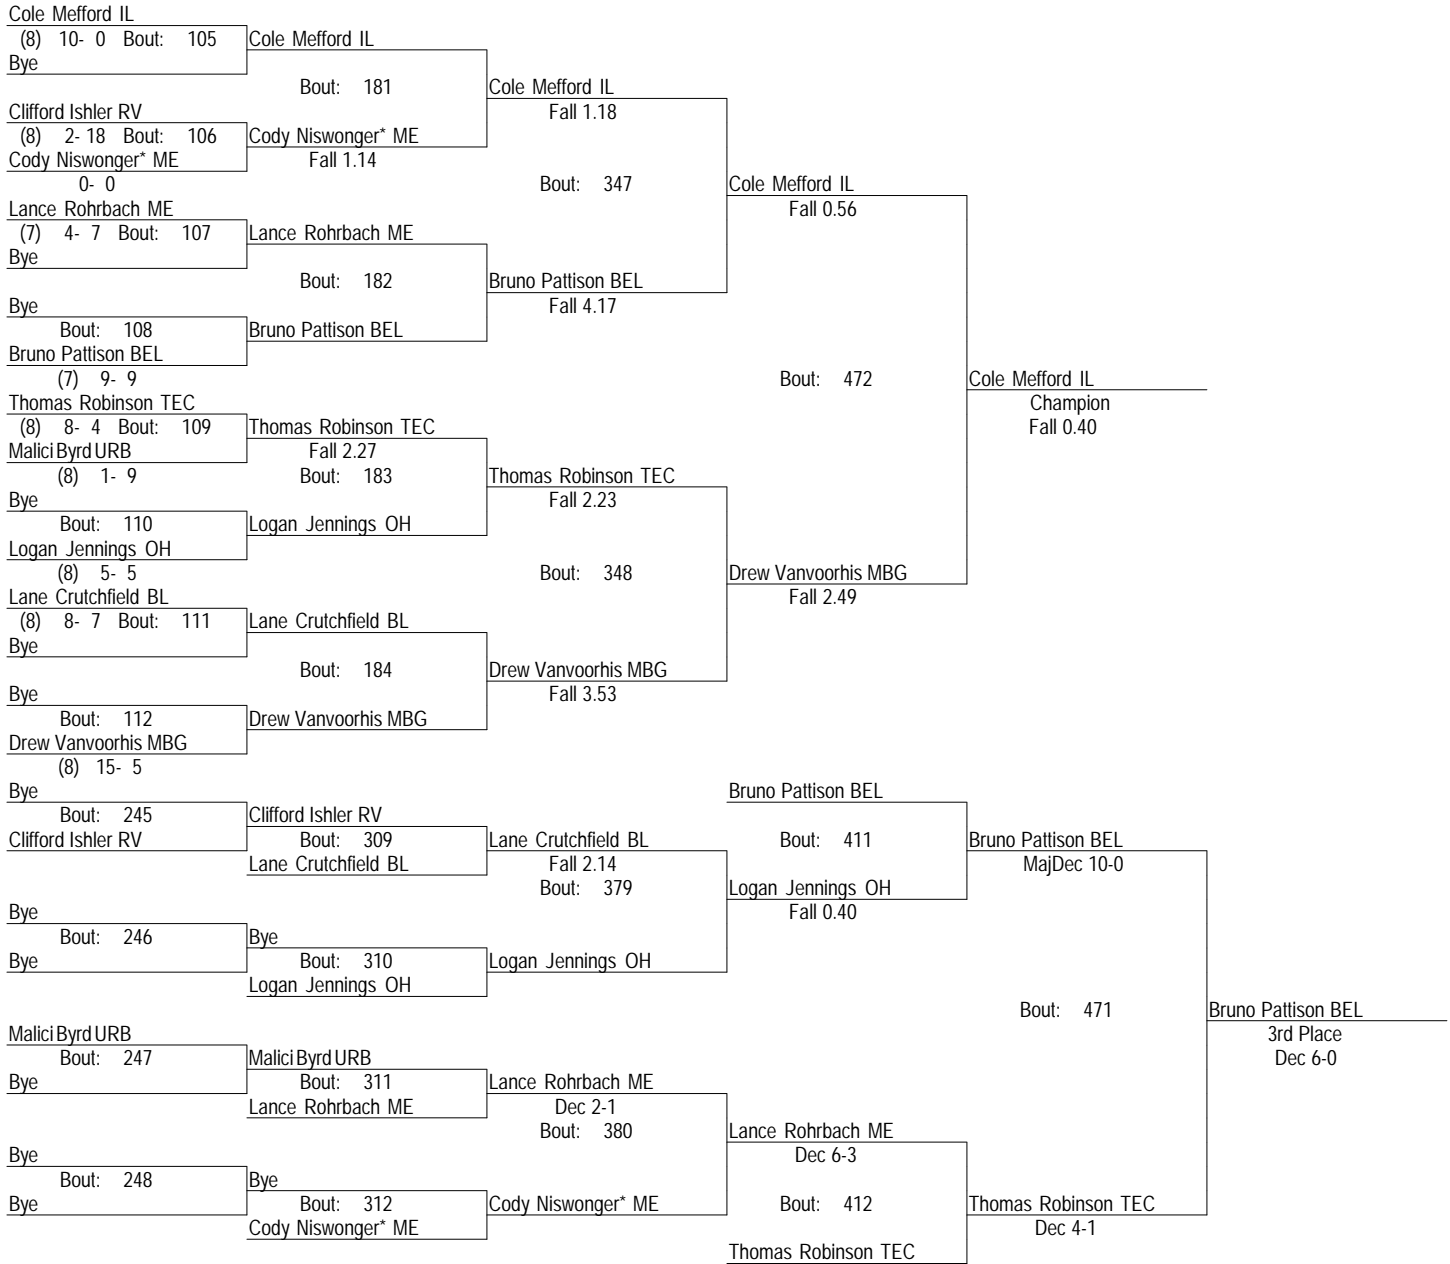 Cole Mefford IL
(8) 10- 0 Bout: 105 Cole Mefford IL
Bye
Bout: 181 Cole Mefford IL
Clifford Ishler RV Fall 1.18
(8) 2- 18 Bout: 106 Cody Niswonger* ME
Cody Niswonger* ME Fall 1.14
0- 0 Bout: 347 Cole Mefford IL
Lance Rohrbach ME Fall 0.56
(7) 4- 7 Bout: 107 Lance Rohrbach ME
Bye
Bout: 182 Bruno Pattison BEL
Bye Fall 4.17
Bout: 108 Bruno Pattison BEL
Bruno Pattison BEL
(7) 9- 9 Bout: 472 Cole Mefford IL
Thomas Robinson TEC Champion
(8) 8- 4 Bout: 109 Thomas Robinson TEC Fall 0.40
Malici Byrd URB Fall 2.27
(8) 1- 9 Bout: 183 Thomas Robinson TEC
Bye Fall 2.23
Bout: 110 Logan Jennings OH
Logan Jennings OH
(8) 5- 5 Bout: 348 Drew Vanvoorhis MBG
Lane Crutchfield BL Fall 2.49
(8) 8- 7 Bout: 111 Lane Crutchfield BL
Bye
Bout: 184 Drew Vanvoorhis MBG
Bye Fall 3.53
Bout: 112 Drew Vanvoorhis MBG
Drew Vanvoorhis MBG
(8) 15- 5
Bye Bruno Pattison BEL
Bout: 245 Clifford Ishler RV
Clifford Ishler RV Bout: 309 Lane Crutchfield BL Bout: 411 Bruno Pattison BEL
Lane Crutchfield BL Fall 2.14 MajDec 10-0
Bout: 379 Logan Jennings OH
Bye Fall 0.40
Bout: 246 Bye
Bye Bout: 310 Logan Jennings OH
Logan Jennings OH
Bout: 471 Bruno Pattison BEL
Malici Byrd URB 3rd Place
Bout: 247 Malici Byrd URB Dec 6-0
Bye Bout: 311 Lance Rohrbach ME
Lance Rohrbach ME Dec 2-1
Bout: 380 Lance Rohrbach ME
Bye Dec 6-3
Bout: 248 Bye
Bye Bout: 312 Cody Niswonger* ME Bout: 412 Thomas Robinson TEC
Cody Niswonger* ME Dec 4-1
Thomas Robinson TEC